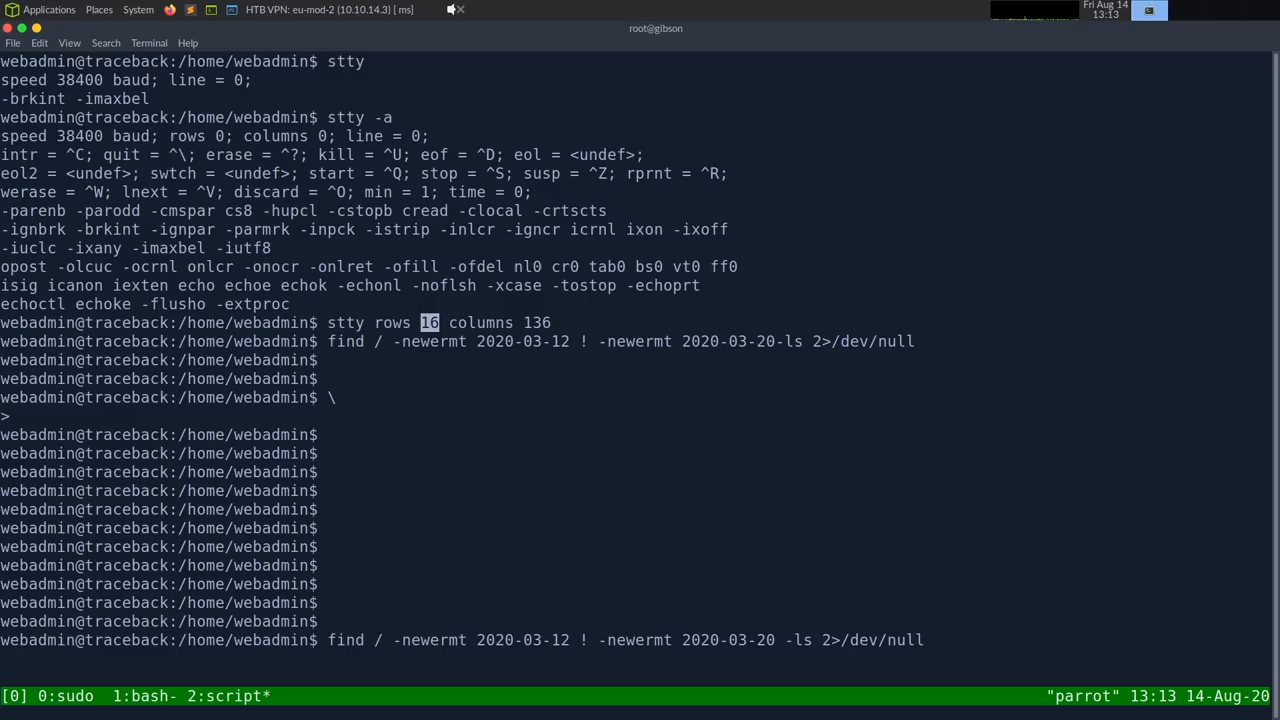 Applications Places System HTB VPN: eu-mod-2 (10.10.14.3) [ms] Fri Aug 14
13:13
root@gibson
File Edit View Search Terminal Help
webadmin@traceback:/home/webadmin$ stty
speed 38400 baud; line = 0;
-brkint -imaxbel
webadmin@traceback:/home/webadmin$ stty -a
speed 38400 baud; rows 0; columns 0; line = 0;
intr = ^C; quit = ^\; erase = ^?; kill = ^U; eof = ^D; eol = <undef>;
eol2 = <undef>; swtch = <undef>; start = ^Q; stop = ^S; susp = ^Z; rprnt = ^R;
werase = ^W; lnext = ^V; discard = ^O; min = 1; time = 0;
-parenb -parodd -cmspar cs8 -hupcl -cstopb cread -clocal -crtscts
-ignbrk -brkint -ignpar -parmrk -inpck -istrip -inlcr -igncr icrnl ixon -ixoff
-iuclc -ixany -imaxbel -iutf8
opost -olcuc -ocrnl onlcr -onocr -onlret -ofill -ofdel nl0 cr0 tab0 bs0 vt0 ff0
isig icanon iexten echo echoe echok -echonl -noflsh -xcase -tostop -echoprt
echoctl echoke -flusho -extproc
webadmin@traceback:/home/webadmin$ stty rows 16 columns 136
webadmin@traceback:/home/webadmin$ find / -newermt 2020-03-12 ! -newermt 2020-03-20-ls 2>/dev/null
webadmin@traceback:/home/webadmin$
webadmin@traceback:/home/webadmin$
webadmin@traceback:/home/webadmin$ \
>
webadmin@traceback:/home/webadmin$
webadmin@traceback:/home/webadmin$
webadmin@traceback:/home/webadmin$
webadmin@traceback:/home/webadmin$
webadmin@traceback:/home/webadmin$
webadmin@traceback:/home/webadmin$
webadmin@traceback:/home/webadmin$
webadmin@traceback:/home/webadmin$
webadmin@traceback:/home/webadmin$
webadmin@traceback:/home/webadmin$
webadmin@traceback:/home/webadmin$
webadmin@traceback:/home/webadmin$ find / -newermt 2020-03-12 ! -newermt 2020-03-20 -ls 2>/dev/null
[0] 0:sudo 1:bash- 2:script* "parrot" 13:13 14-Aug-20